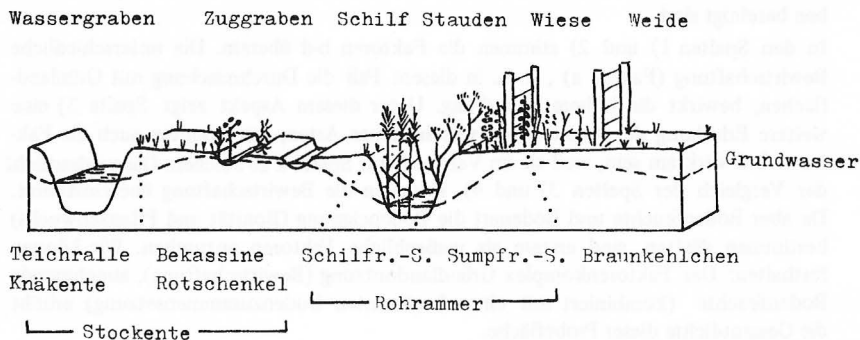 Wassergraben Zuggraben Schilf Stauden Wiese Weide
Grundwasser
Teichralle Bekassine Schilfr.-S. Sumpfr.-S. Braunkehlchen
Knäkente Rotschenkel
Rohrammer
Stockente